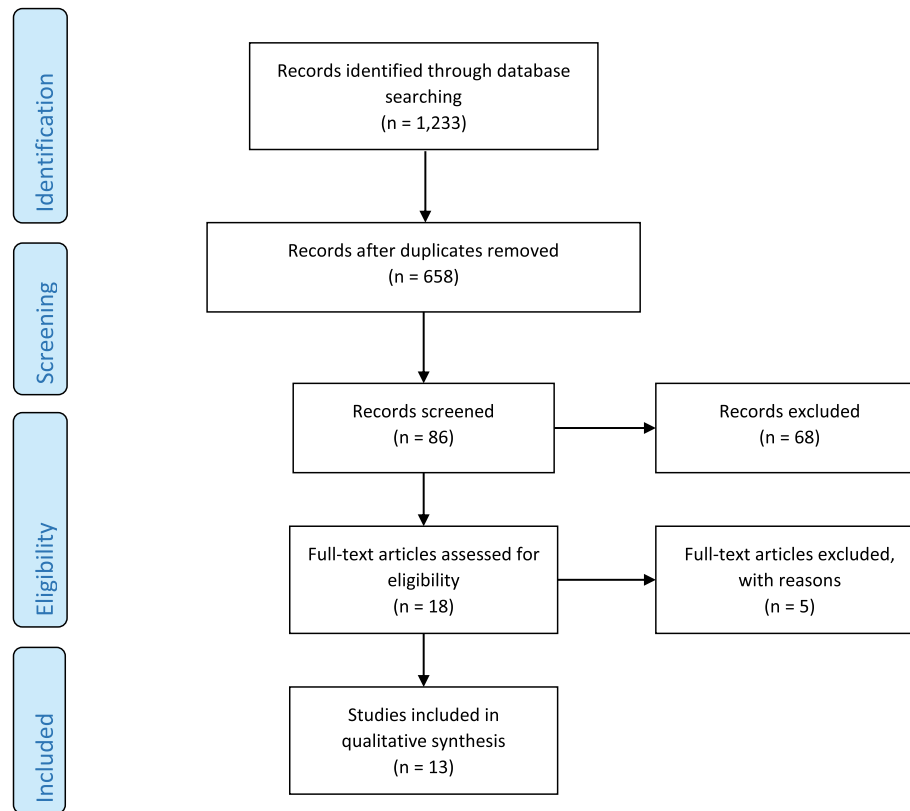 Identification
Records identified through database
searching
(n = 1,233)
Records after duplicates removed
(n = 658)
Screening
Records screened
(n = 86)
Records excluded
(n = 68)
Eligibility
Full-text articles assessed for
eligibility
(n = 18)
Full-text articles excluded,
with reasons
(n = 5)
Included
Studies included in
qualitative synthesis
(n = 13)